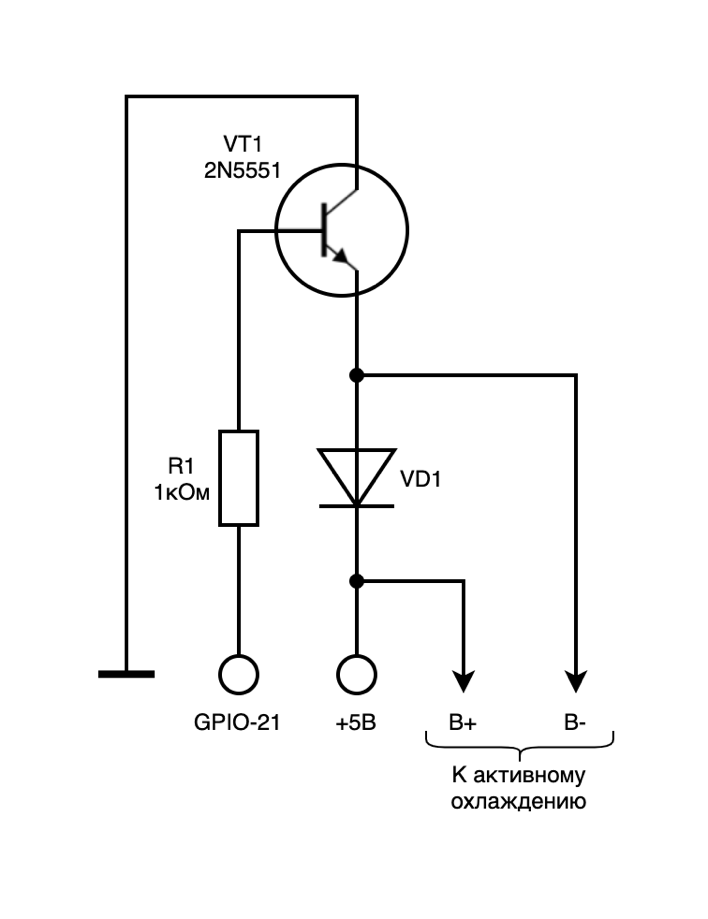 VT1
2N5551
R1
1кОм
VD1
GPIO-21
+5В
В+
В-
К активному
охлаждению